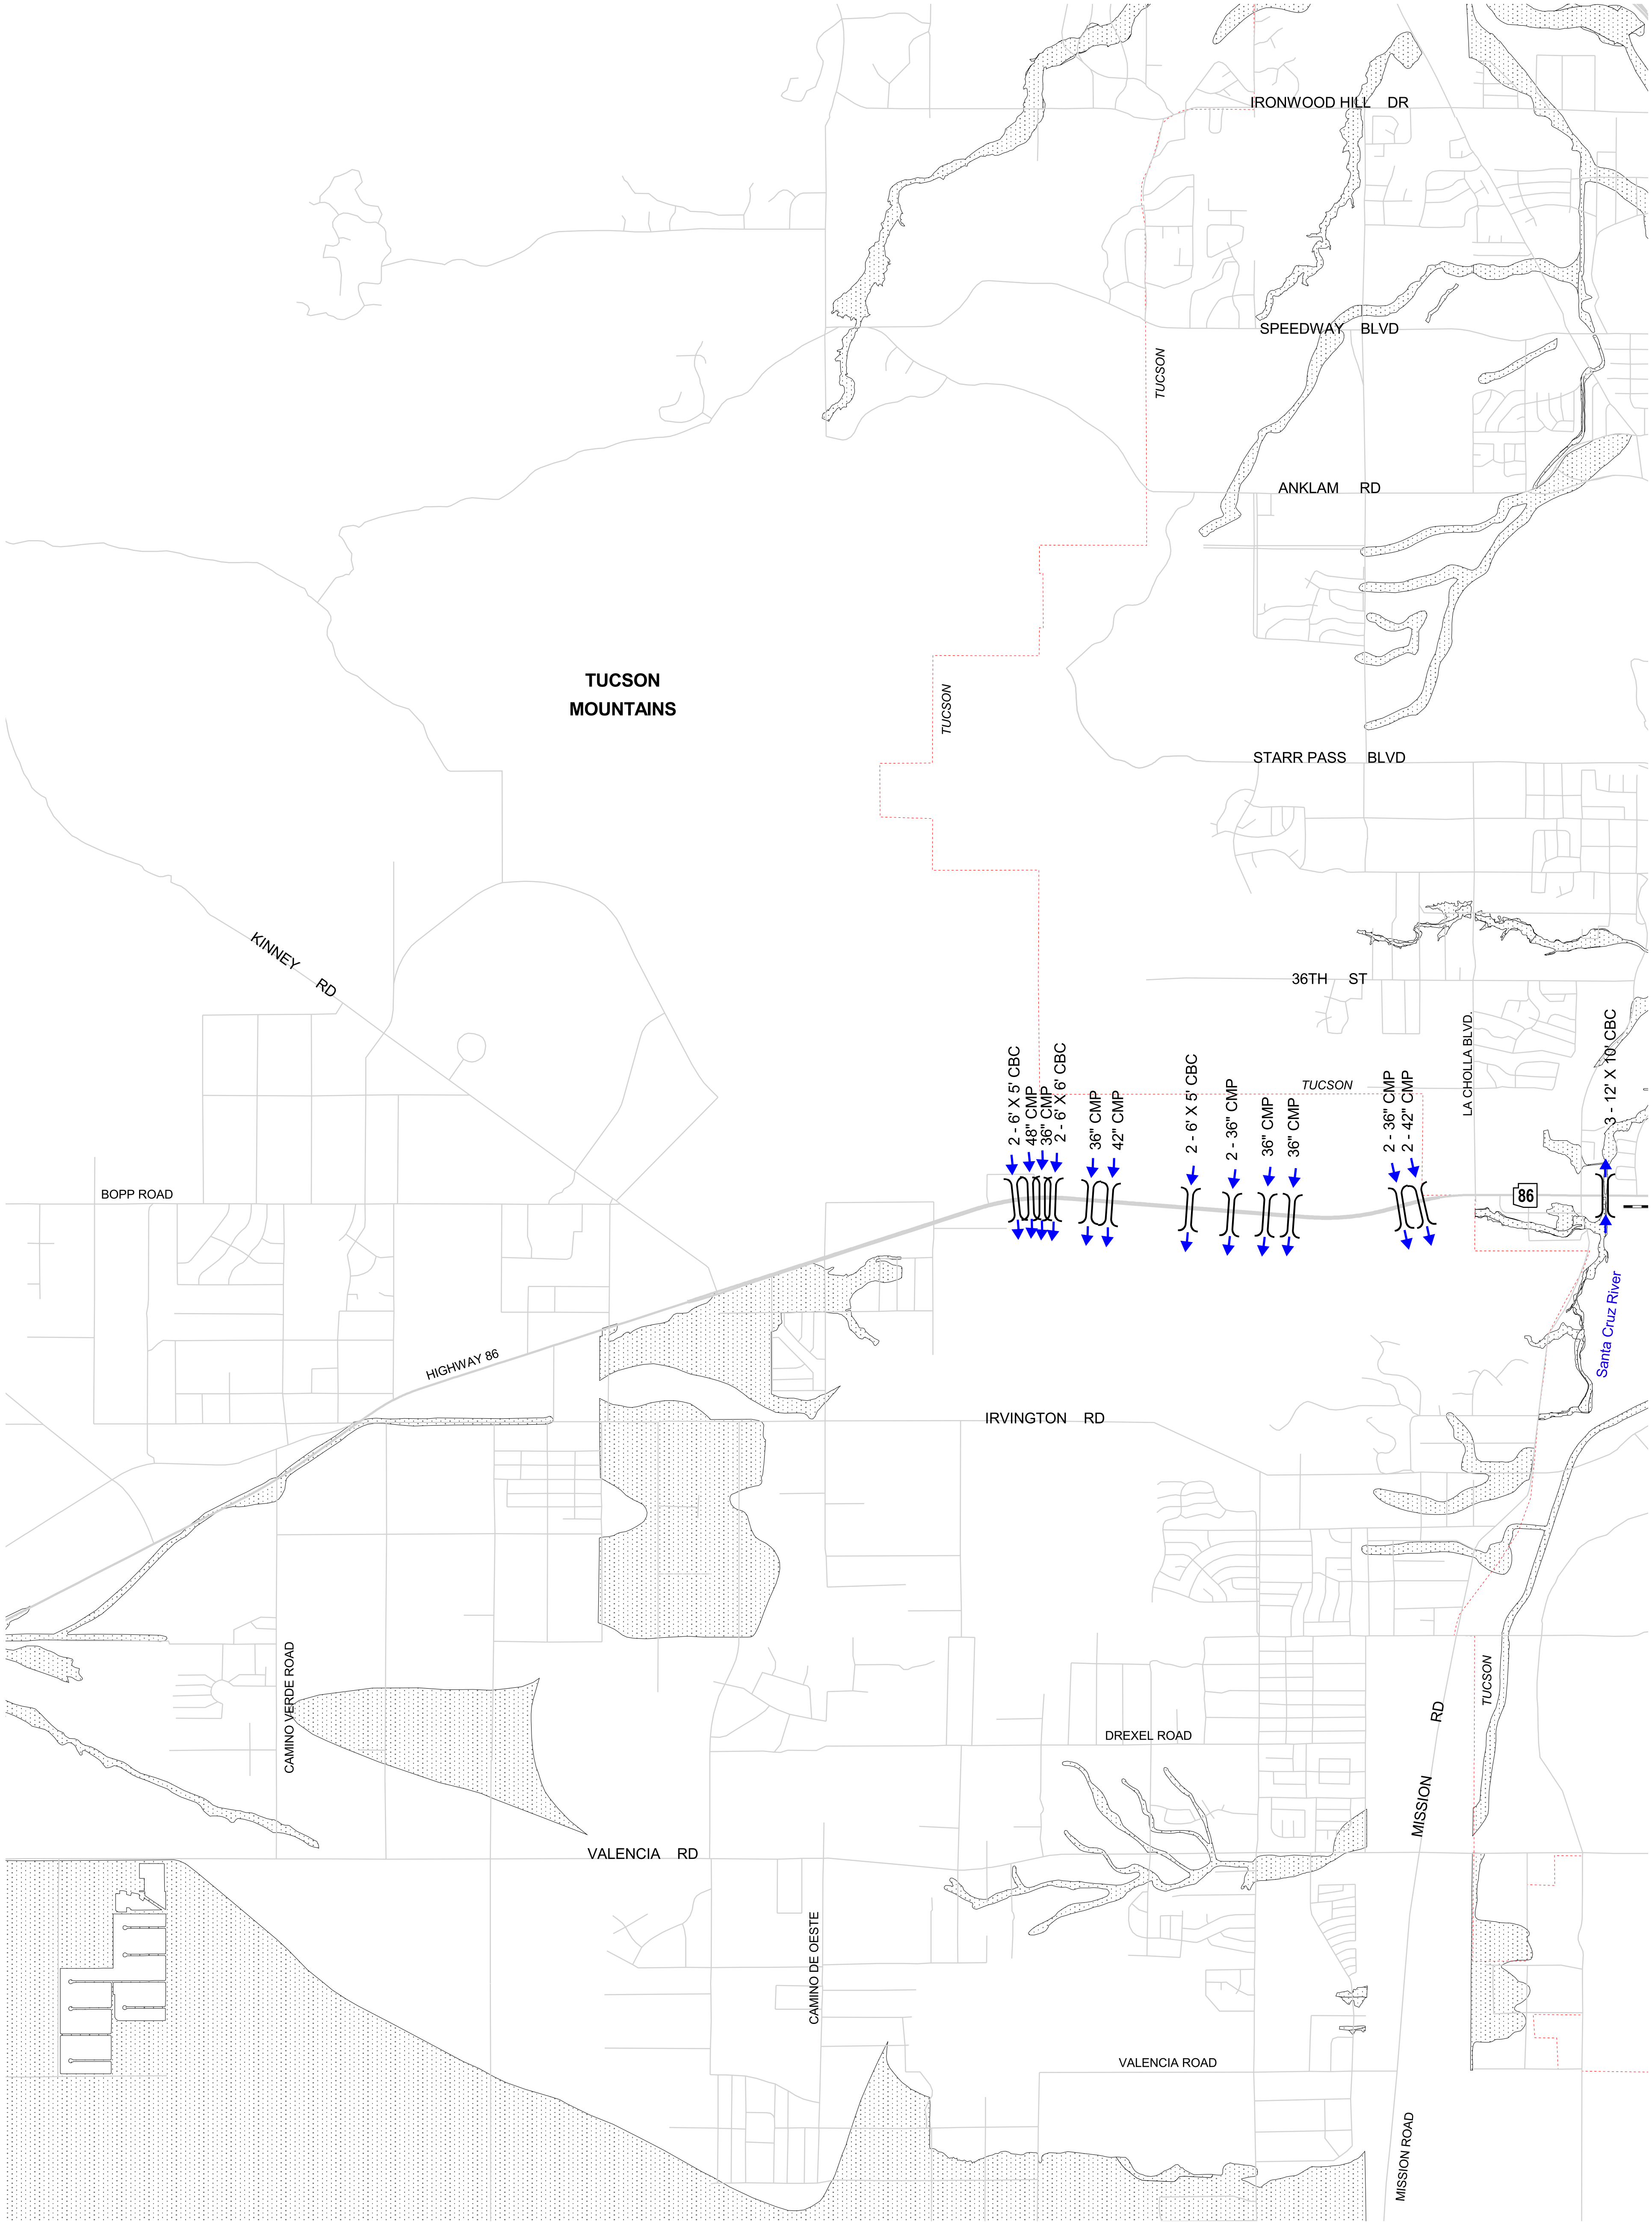 IRONWOOD HILL DR
SPEEDWAY BLVD
TUCSON
ANKLAM RD
TUCSON
MOUNTAINS
TUCSON
STARR PASS BLVD
KINNEY RD
36TH ST
LA CHOLLA BLVD.
3 - 12' X 10' CBC
2 - 6' X 5' CBC
48" CMP
36" CMP
2 - 6' X 6' CBC
36" CMP
42" CMP
2 - 6' X 5' CBC
2 - 36" CMP
36" CMP
36" CMP
TUCSON
2 - 36" CMP
2 - 42" CMP
BOPP ROAD
86
Santa Cruz River
HIGHWAY 86
IRVINGTON RD
CAMINO VERDE ROAD
TUCSON
DREXEL ROAD
MISSION RD
VALENCIA RD
CAMINO DE OESTE
VALENCIA ROAD
MISSION ROAD